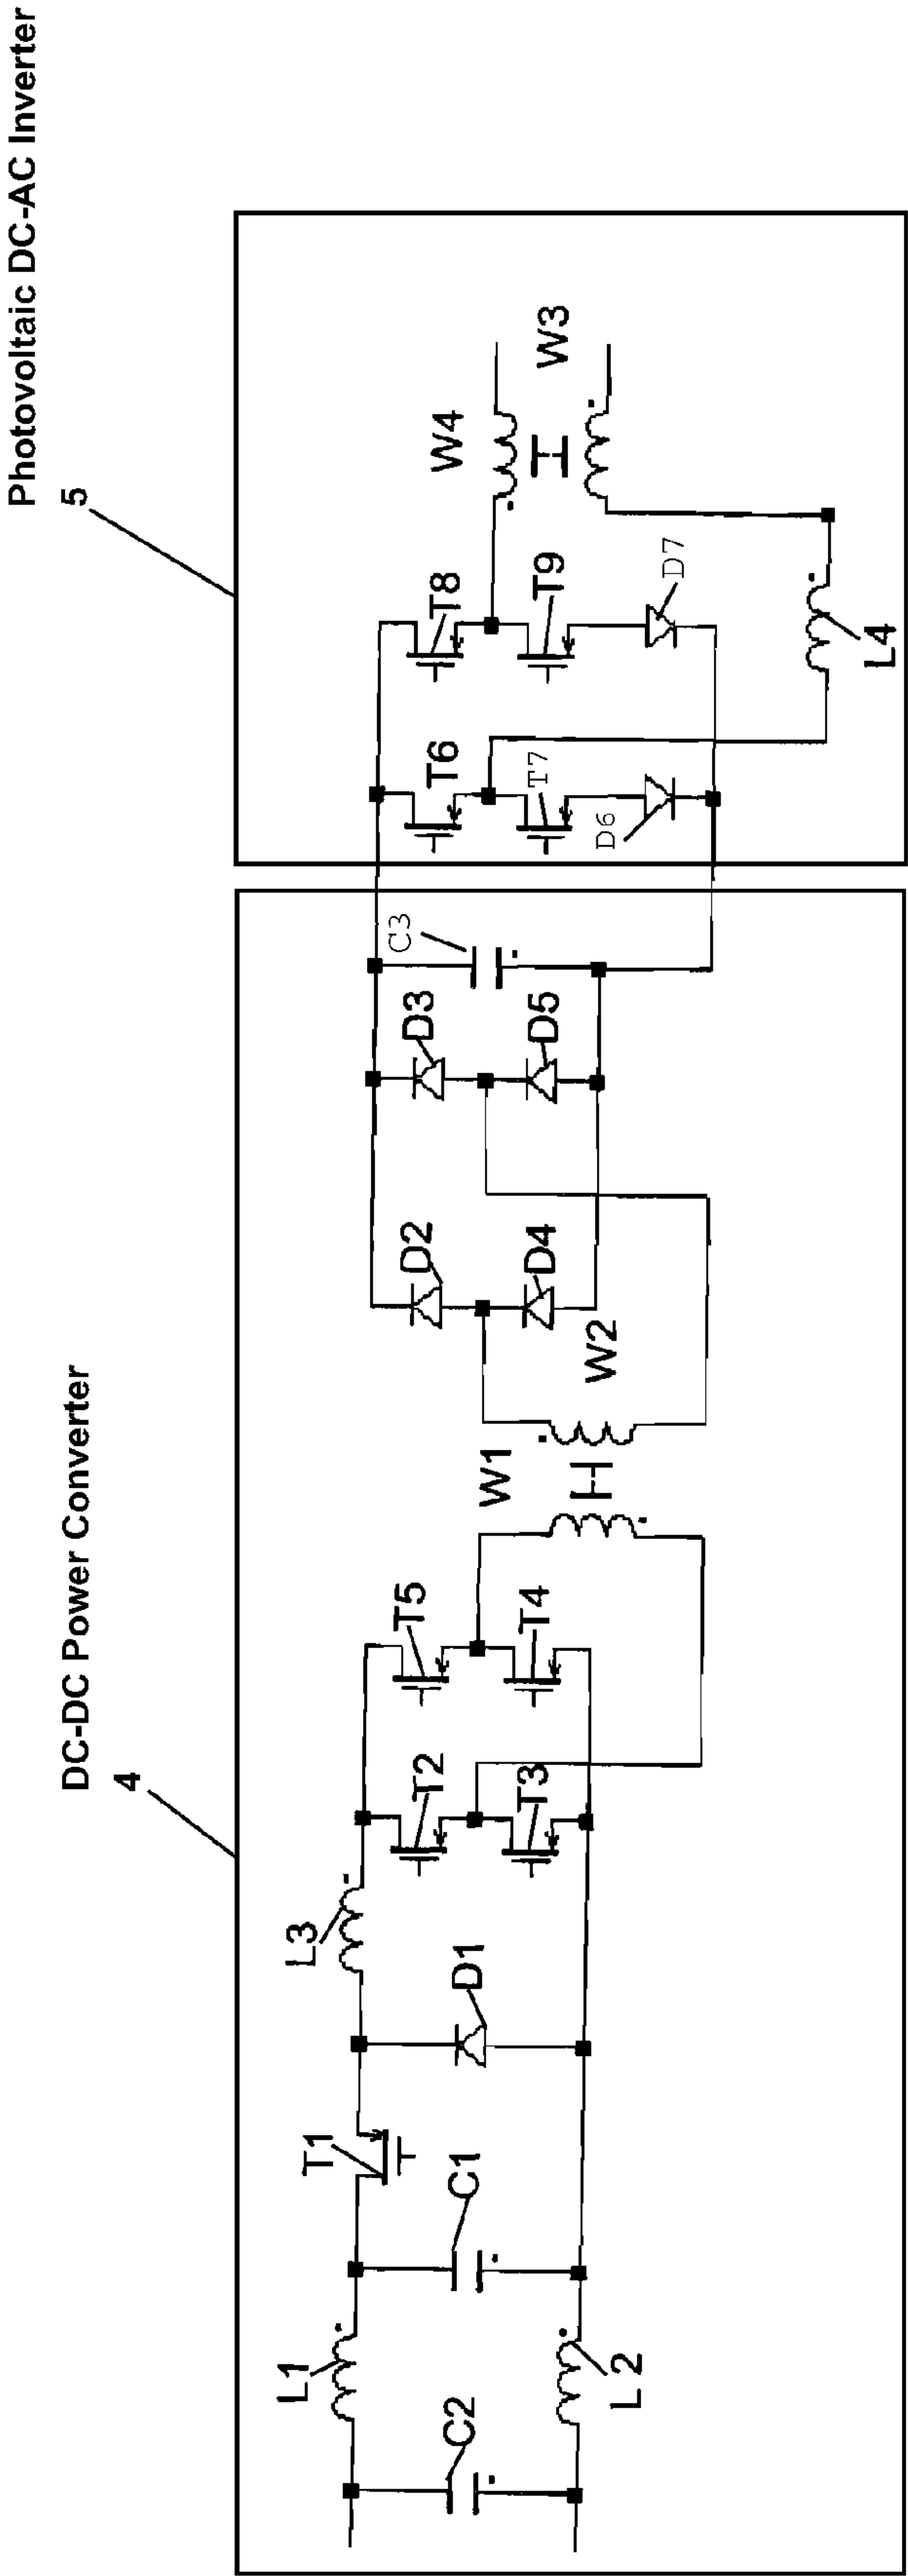 DC-DC Power Converter
4
Photovoltaic DC-AC Inverter
5
L1
C2
L 2
T1
C1
L3
D1
T2
T3
T5
T4
W1
W2
D2
D4
D3
D5
C3
T6
T7
D6
T8
T9
D7
L4
W4
W3